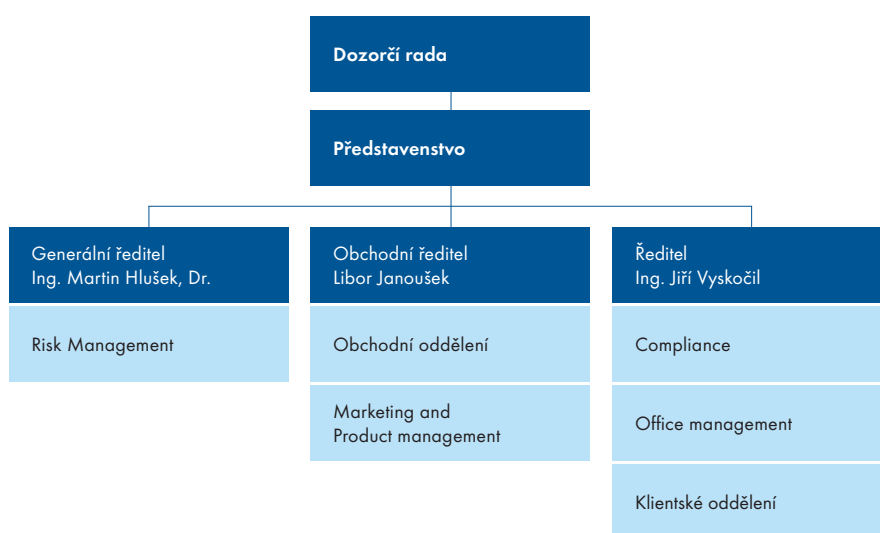 Dozorčí rada
Představenstvo
Generální ředitel
Ing. Martin Hlušek, Dr.
Risk Management
Obchodní ředitel
Libor Janoušek
Obchodní oddělení
Marketing and
Product management
Ředitel
Ing. Jiří Vyskočil
Compliance
Office management
Klientské oddělení